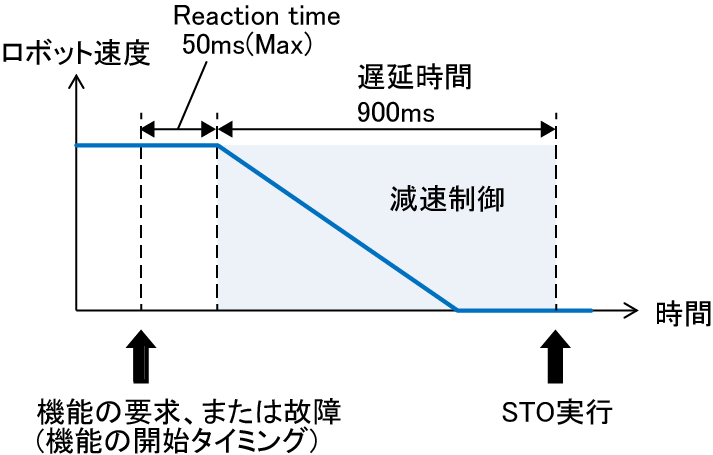 Reaction time
50ms(Max)
ロボット速度
遅延時間
900ms
減速制御
時間
機能の要求、または故障
(機能の開始タイミング)
STO実行